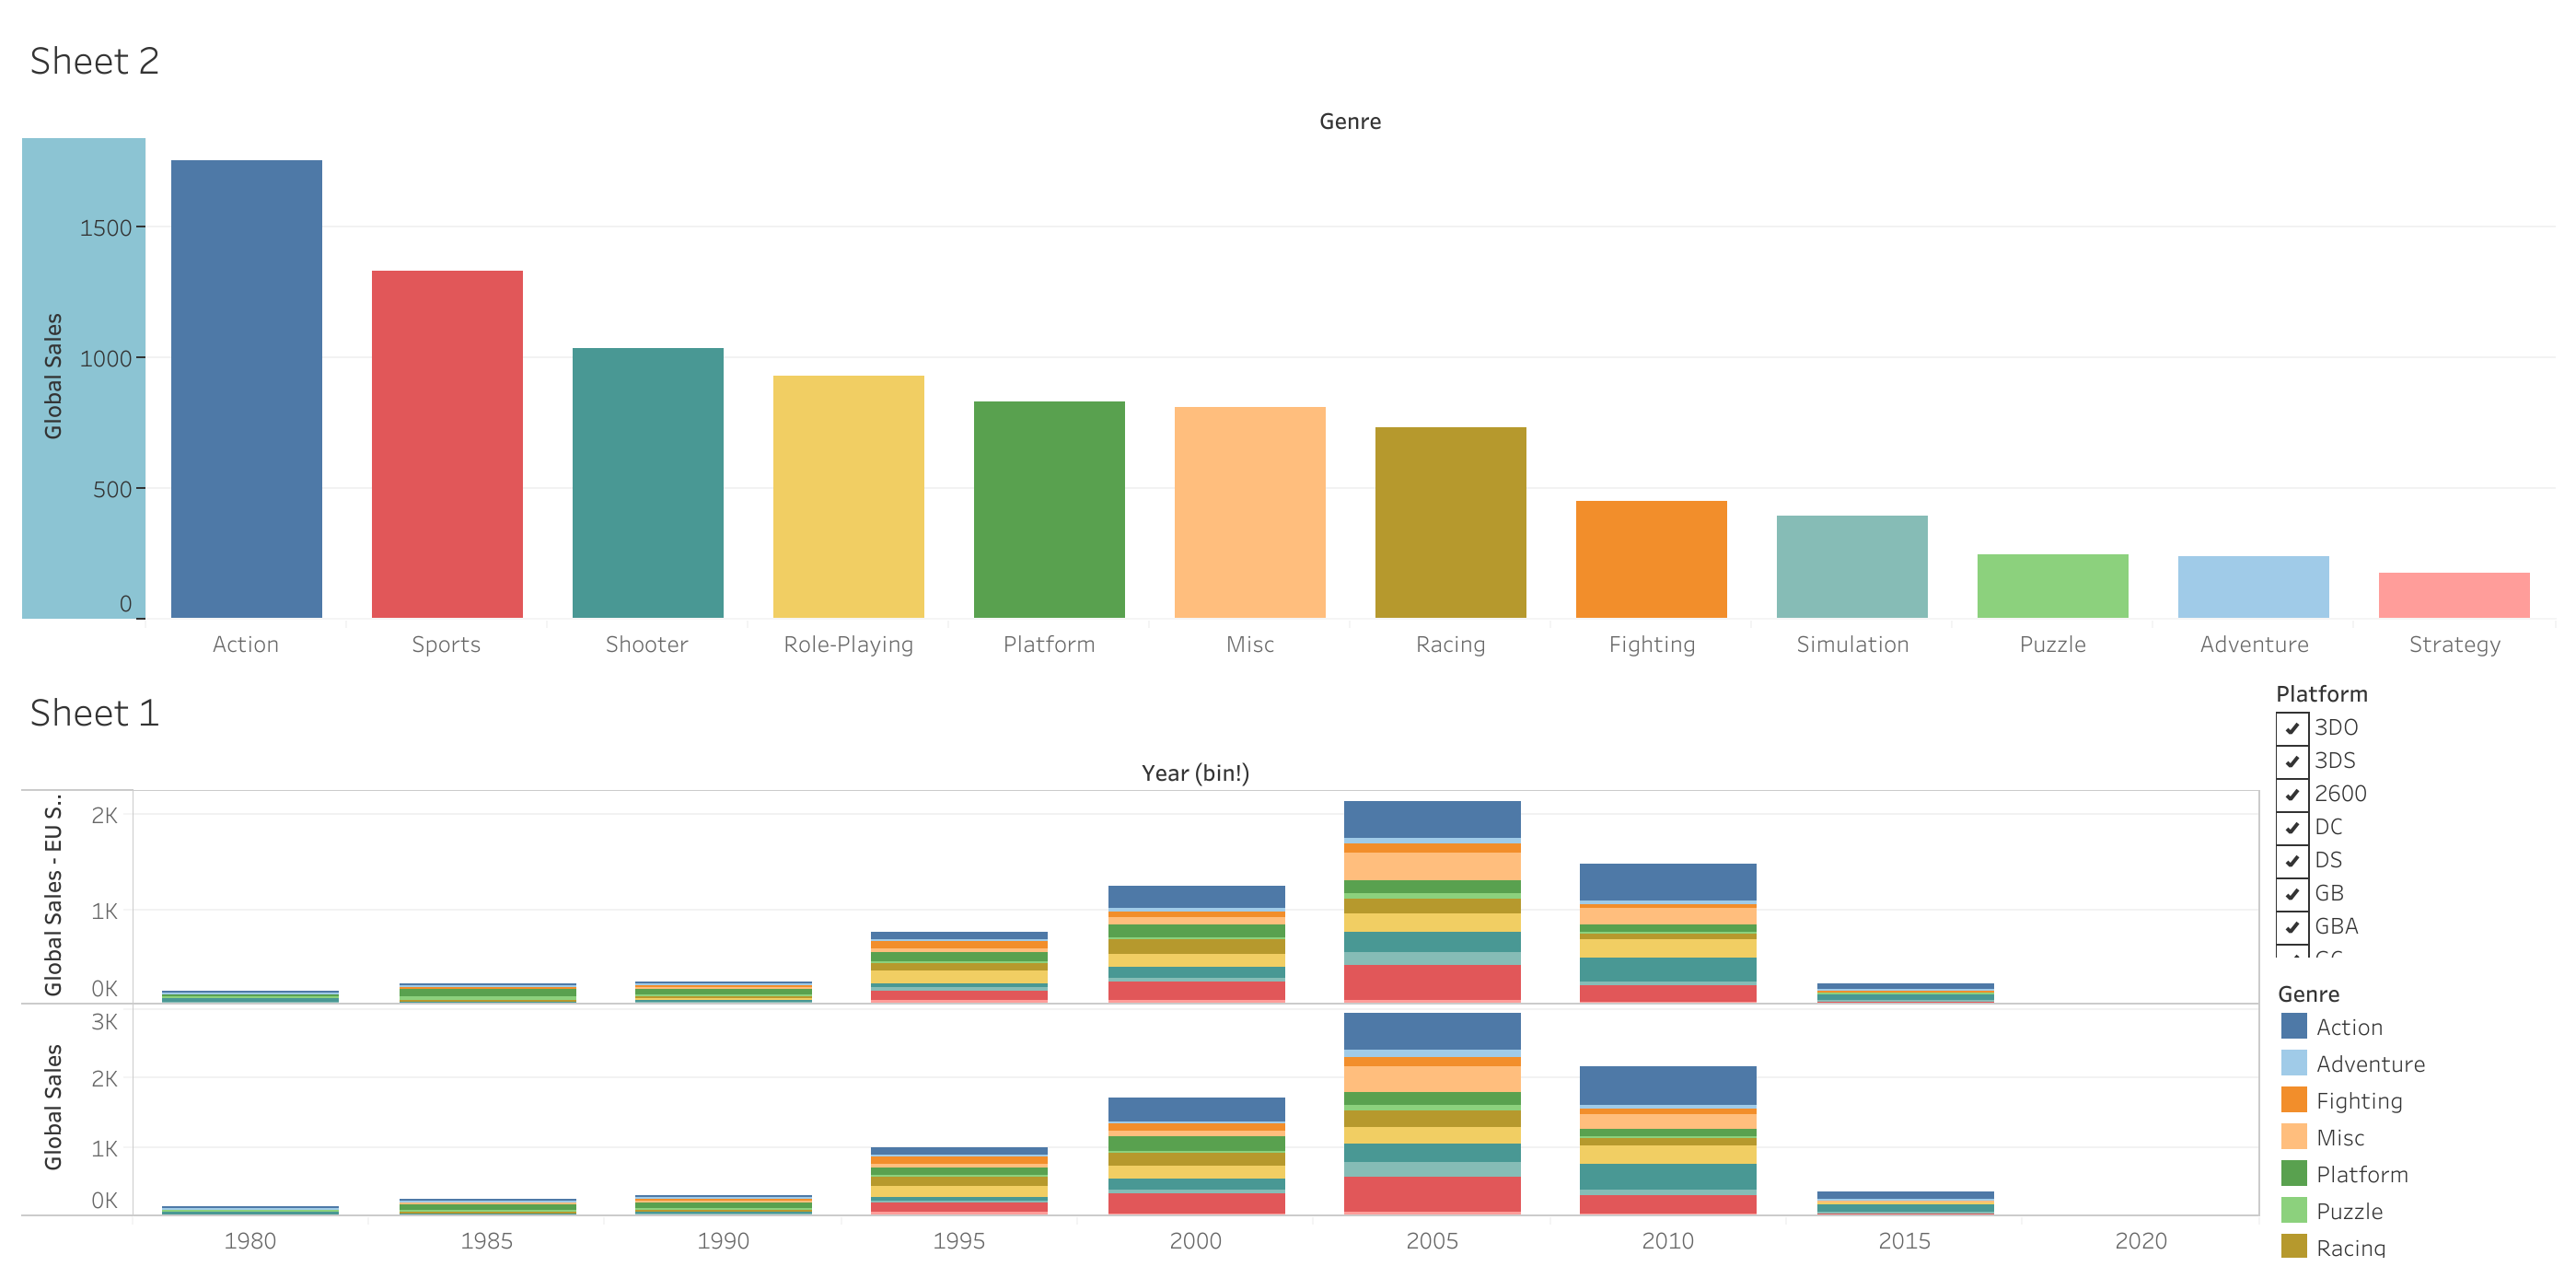 Sheet 2
Genre
Global Sales
1500
1000
500
0
Action Sports Shooter Role-Playing Platform Misc Racing Fighting Simulation Puzzle Adventure Strategy
Sheet 1
Year (bin!)
Global Sales - EU S..
2K
1K
0K
Global Sales
3K
2K
1K
0K
1980 1985 1990 1995 2000 2005 2010 2015 2020
Platform
3DO
3DS
2600
DC
DS
GB
GBA
Genre
Action
Adventure
Fighting
Misc
Platform
Puzzle
Racing